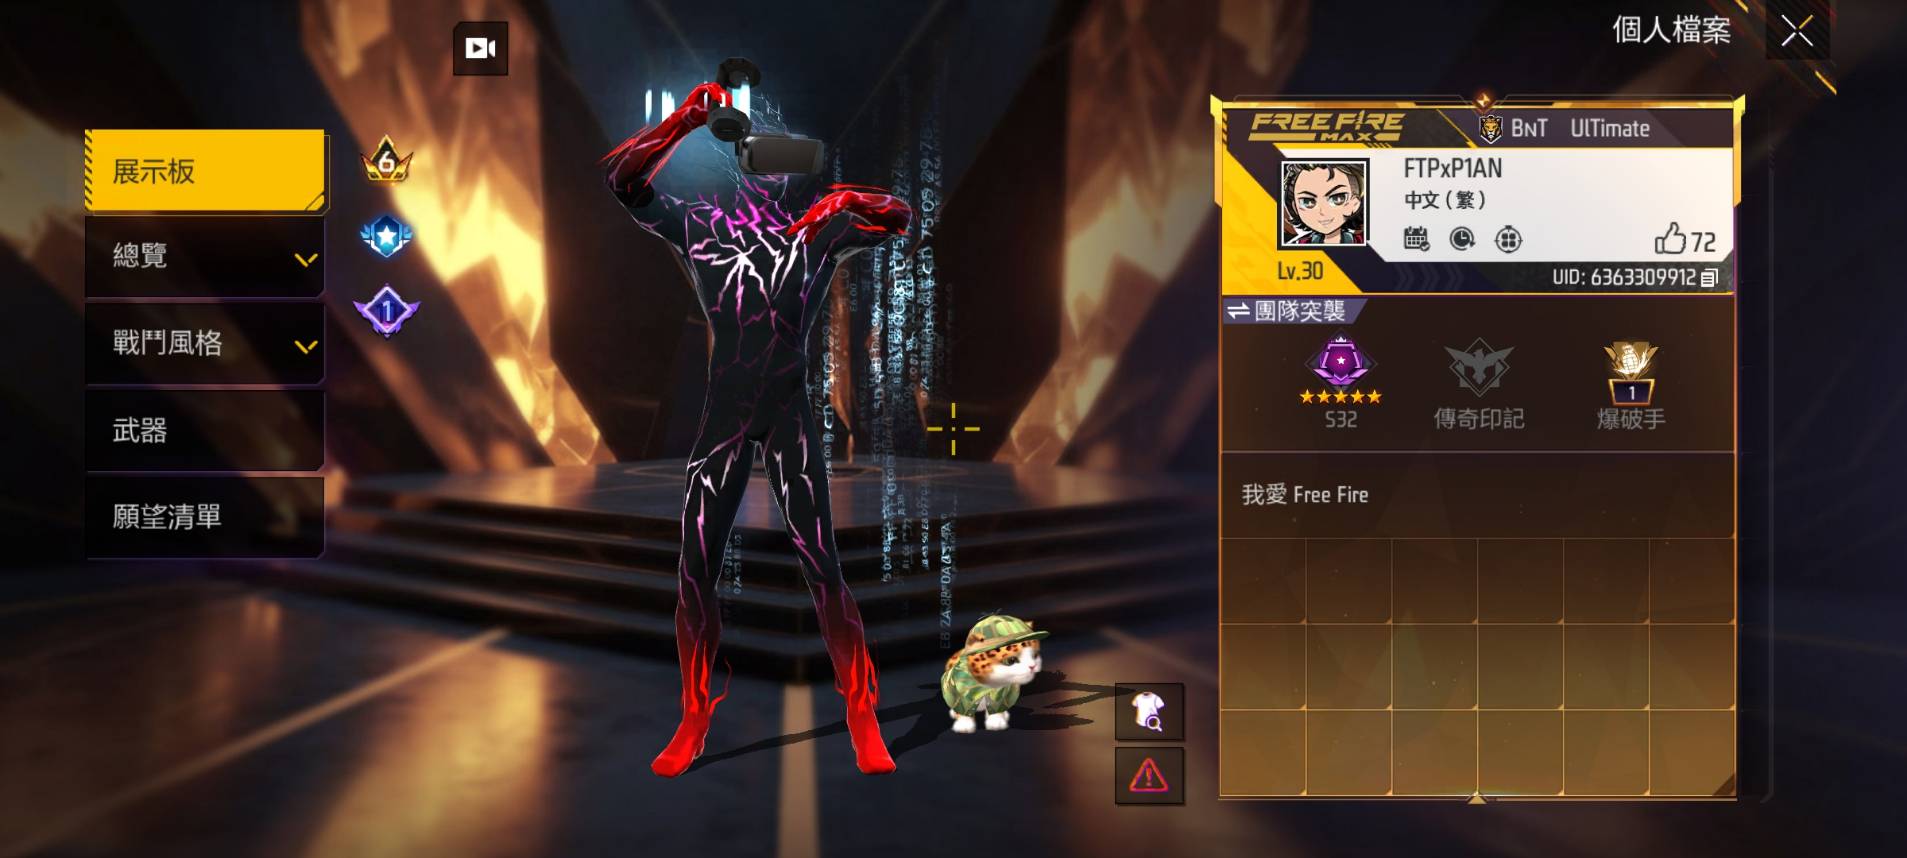 個人檔案
展示板
總覽
戰鬥風格
武器
願望清單
6
1
FREE FIRE
MAX
BNT UlTimate
FTPxP1AN
中文(繁)
72
Lv.30
UID: 6363309912
團隊突襲
S32
傳奇印記
1
爆破手
我愛 Free Fire